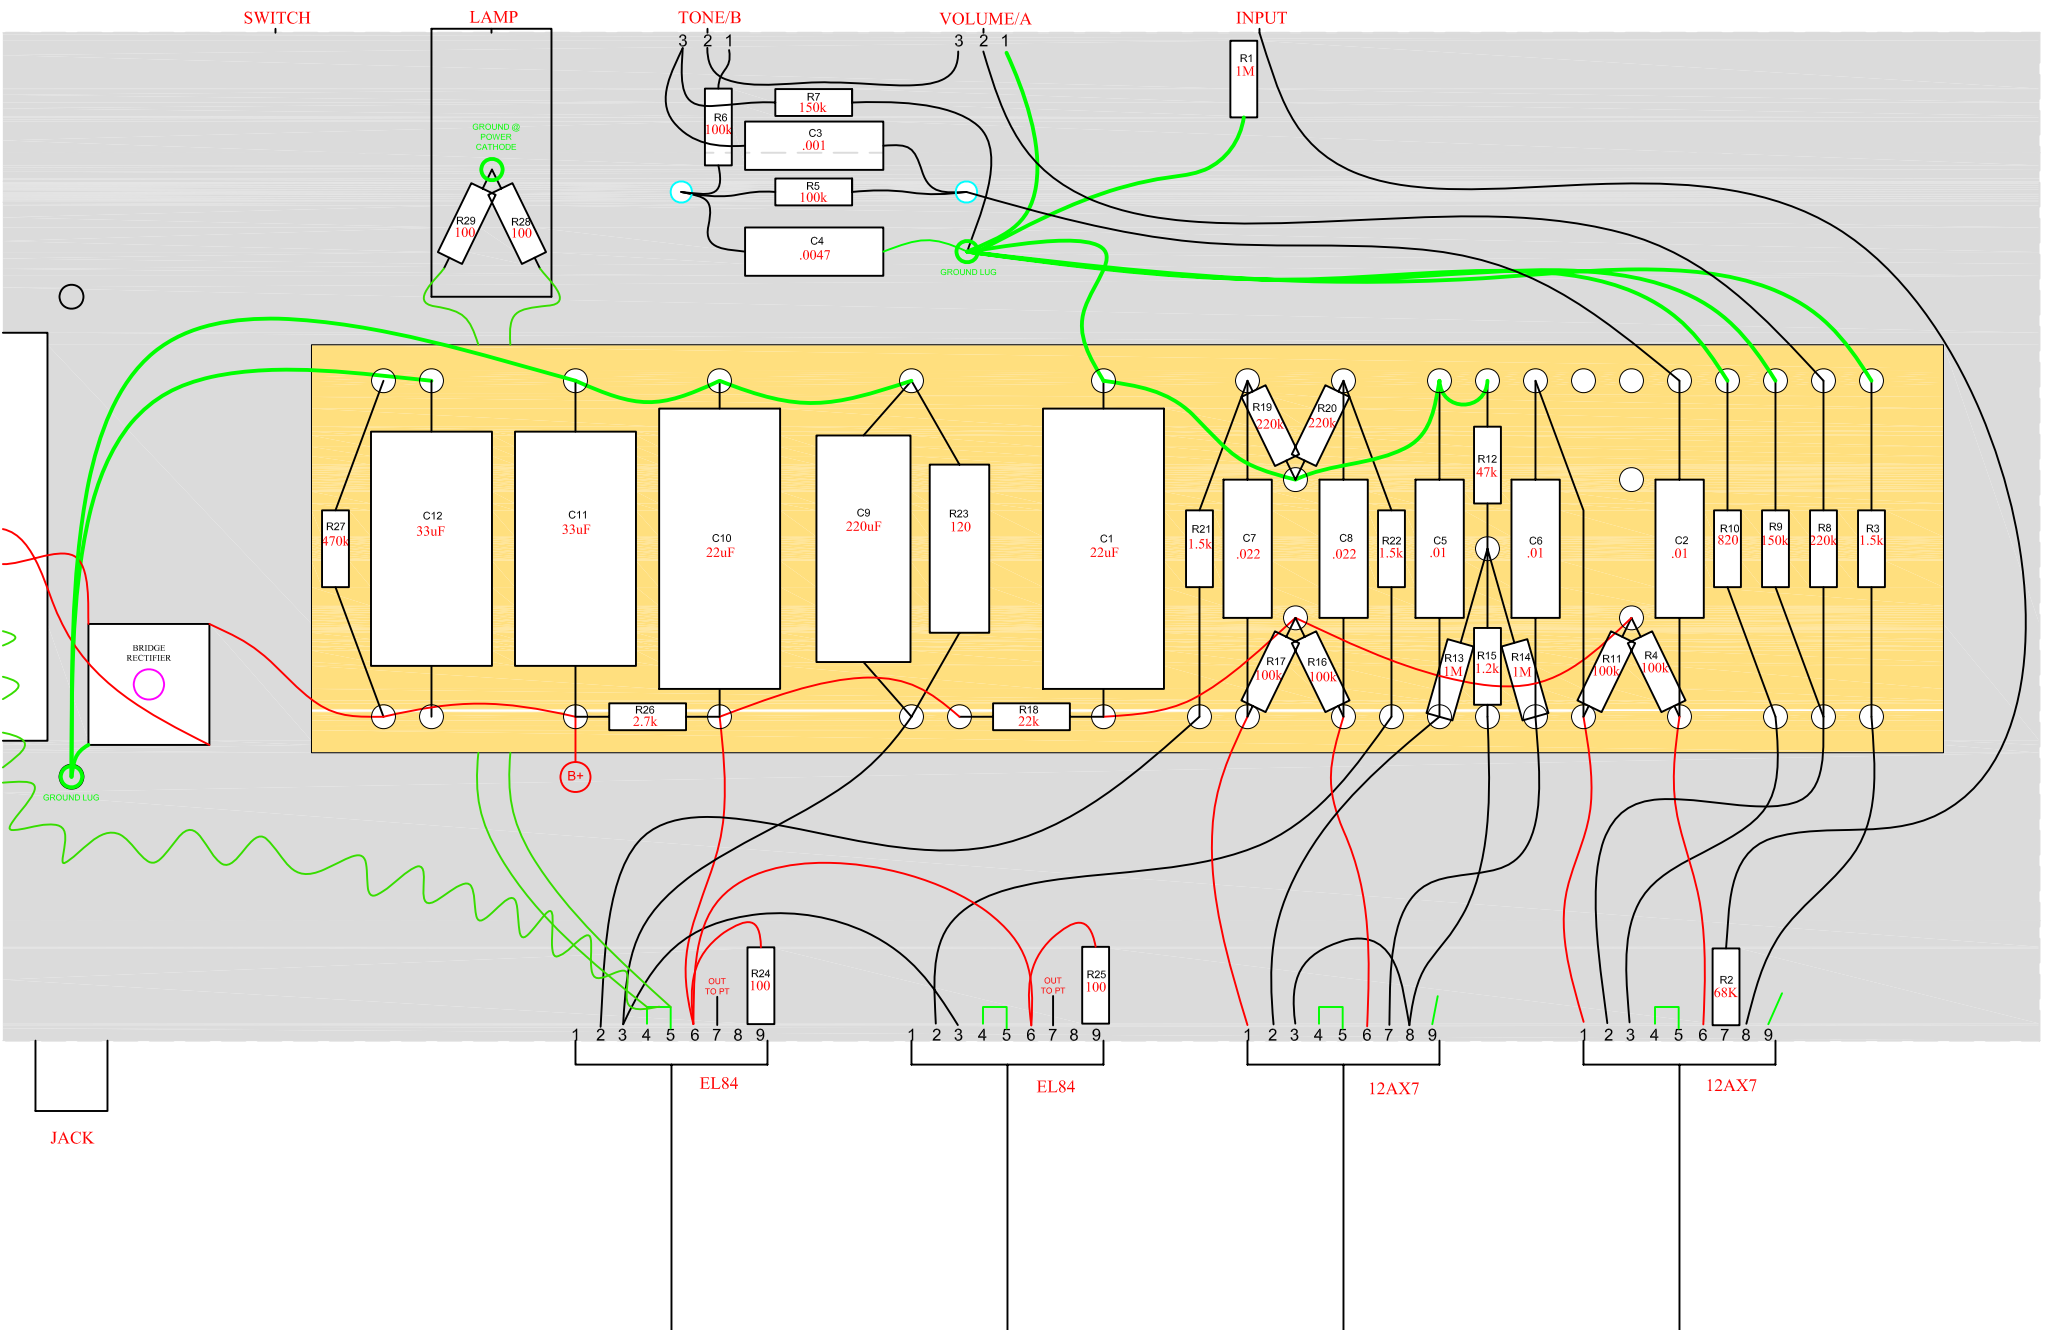 SWITCH
LAMP
TONE/B
VOLUME/A
INPUT
3 2 1
3 2 1
R1
1M
R7
150k
R6
100k
C3
.001
GROUND @
POWER
CATHODE
R5
100k
R29
100
R28
100
C4
.0047
GROUND LUG
R19
220k
R20
220k
R12
47k
R27
470k
C12
33uF
C11
33uF
C10
22uF
C9
220uF
R23
120
C1
22uF
R21
1.5k
C7
.022
C8
.022
R22
1.5k
C5
.01
C6
.01
C2
.01
R10
820
R9
150k
R8
220k
R3
1.5k
BRIDGE
RECTIFIER
R17
100k
R16
100k
R13
1M
R15
1.2k
R14
1M
R11
100k
R4
100k
R26
2.7k
R18
22k
B+
GROUND LUG
R24
100
OUT
TO PT
R25
100
OUT
TO PT
R2
68K
1 2 3 4 5 6 7 8 9
1 2 3 4 5 6 7 8 9
1 2 3 4 5 6 7 8 9
1 2 3 4 5 6 7 8 9
EL84
EL84
12AX7
12AX7
JACK